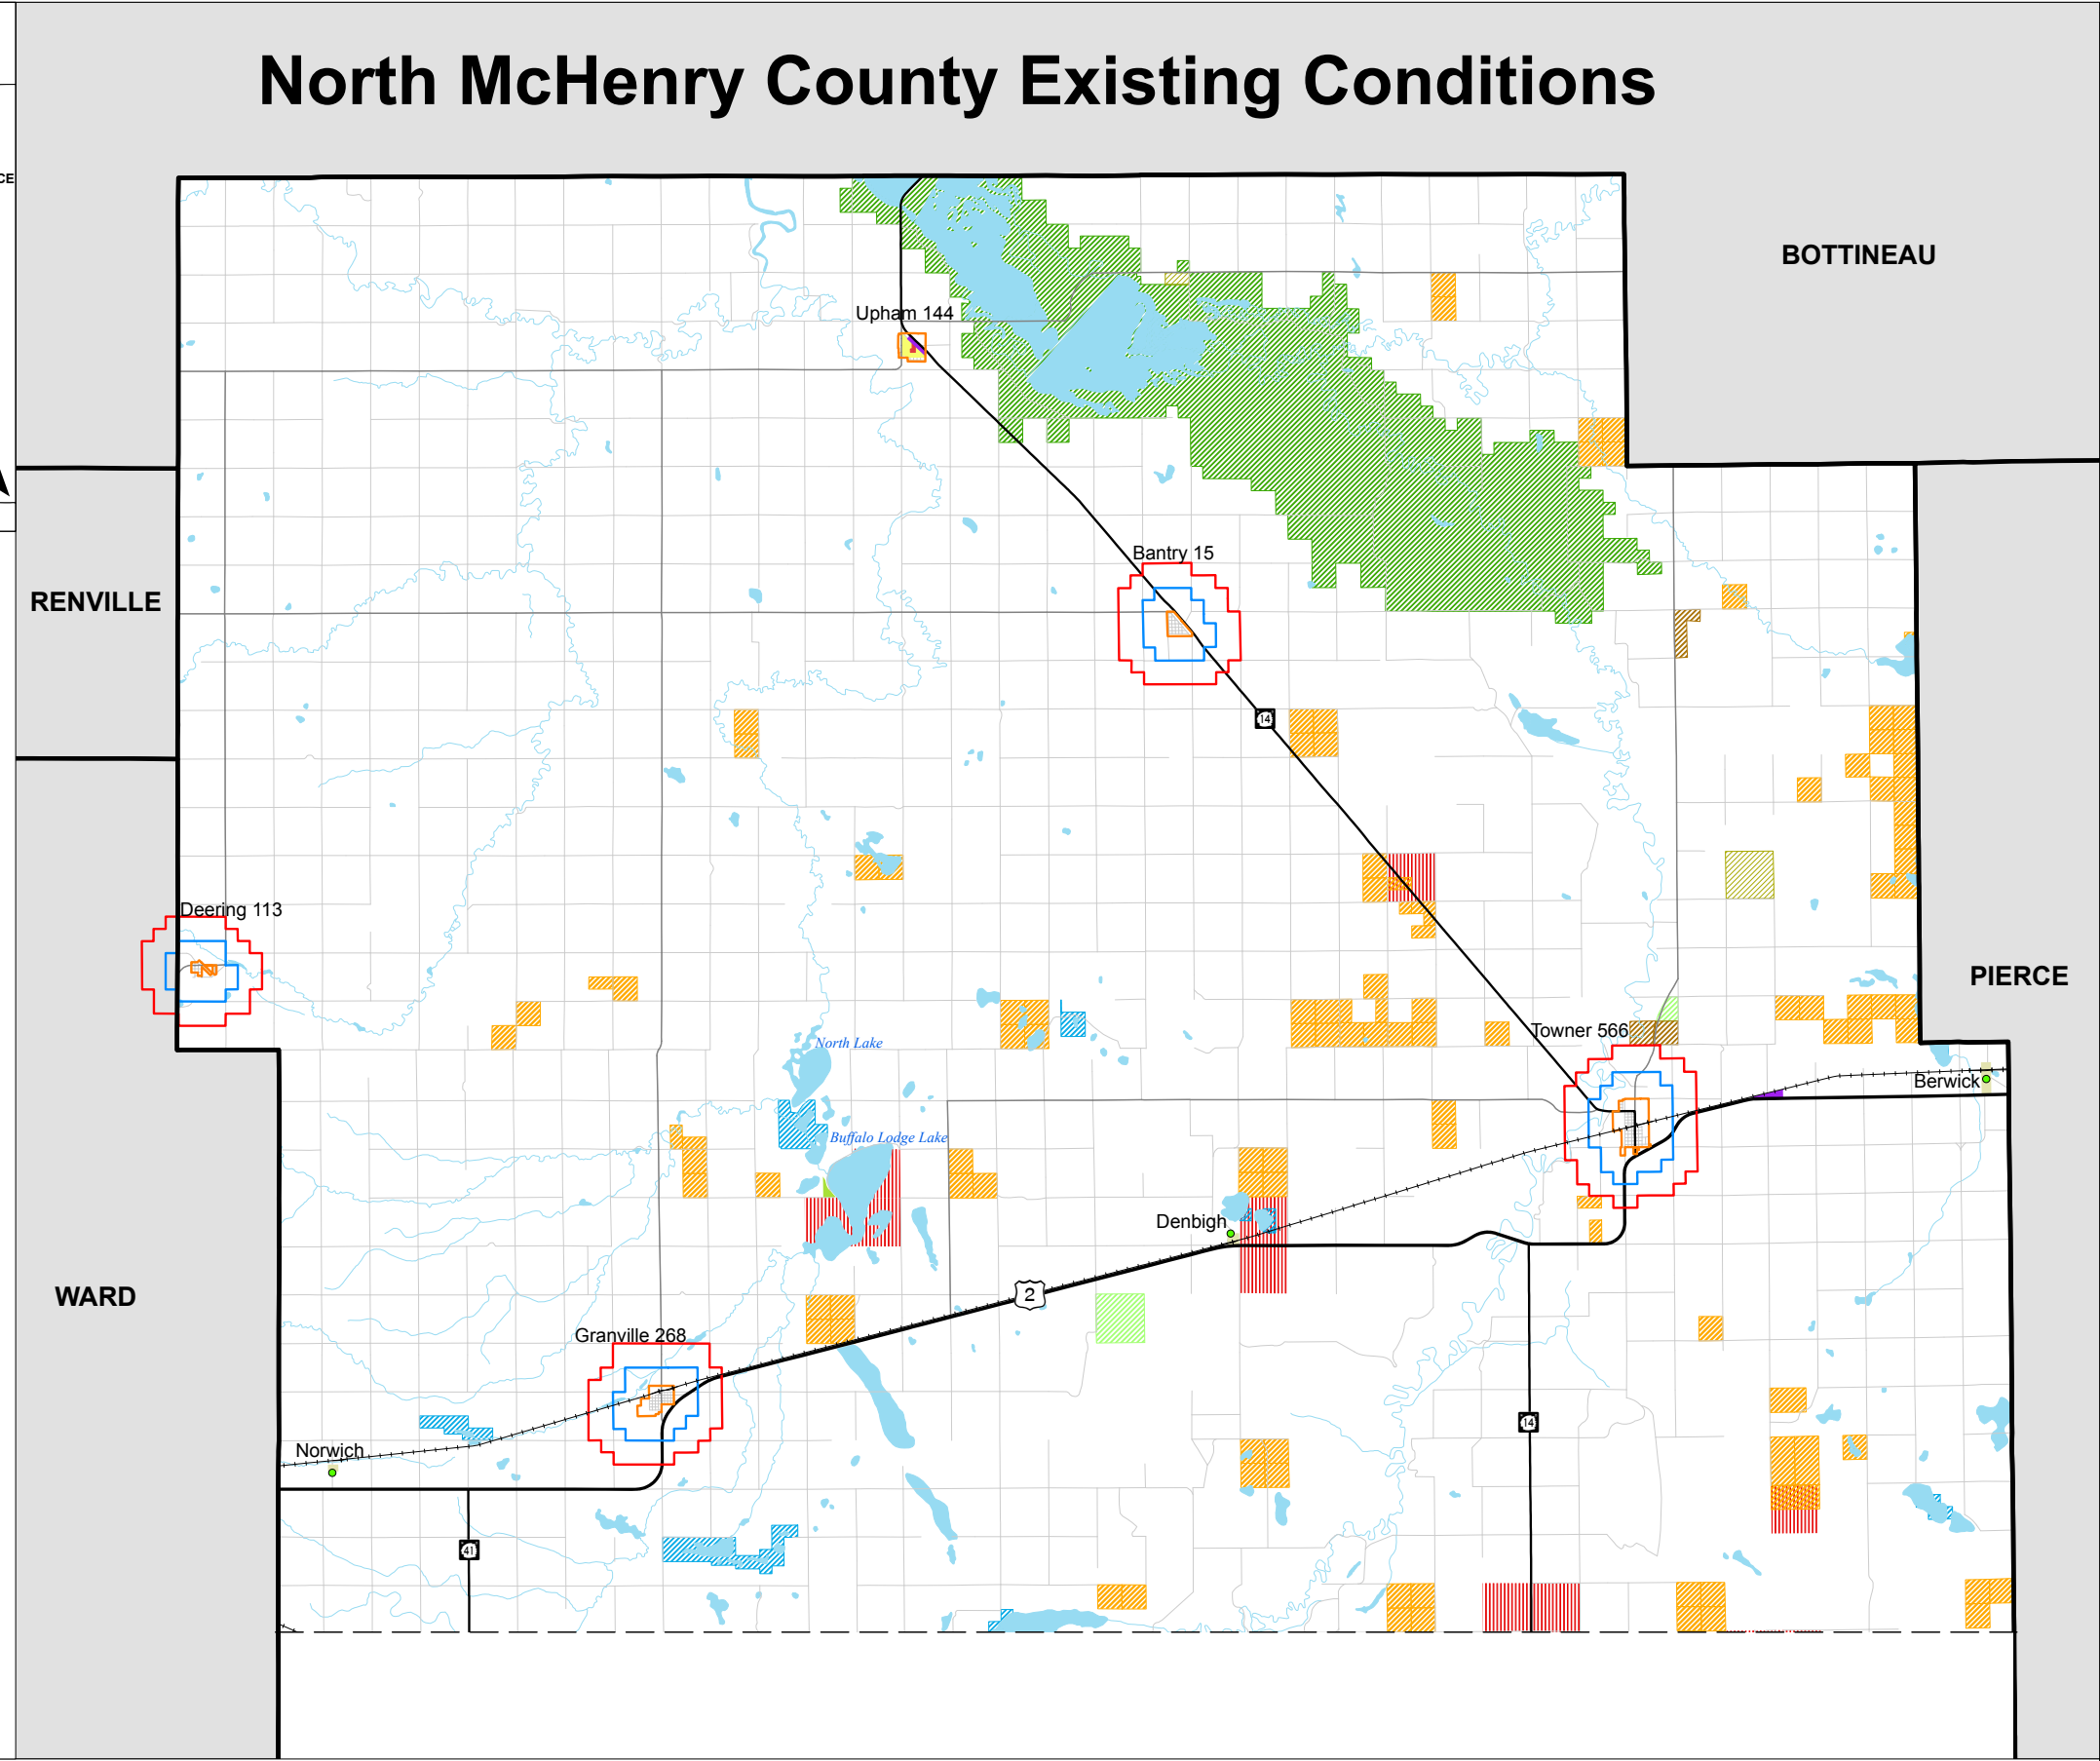 North McHenry County Existing Conditions
CE
BOTTINEAU
Upham 144
Bantry 15
RENVILLE
14
Deering 113
PIERCE
Towner 566
North Lake
Berwick
Buffalo Lodge Lake
Denbigh
WARD
2
Granville 268
14
Norwich
41